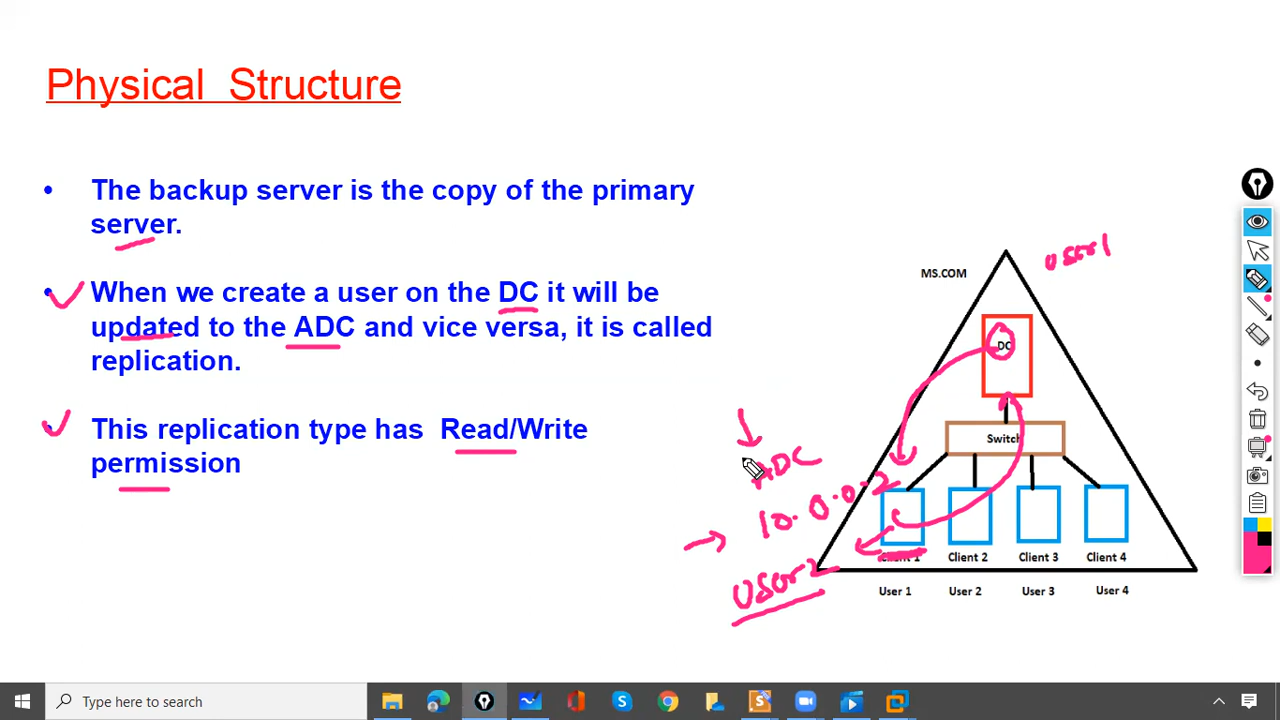 Physical Structure
• The backup server is the copy of the primary
server.
• When we create a user on the DC it will be
updated to the ADC and vice versa, it is called
replication.
• This replication type has Read/Write
permission
user1
MS.COM
DC
Switch
ADC
10.0.0.2
Client 1 Client 2 Client 3 Client 4
user2
User 1 User 2 User 3 User 4
Type here to search